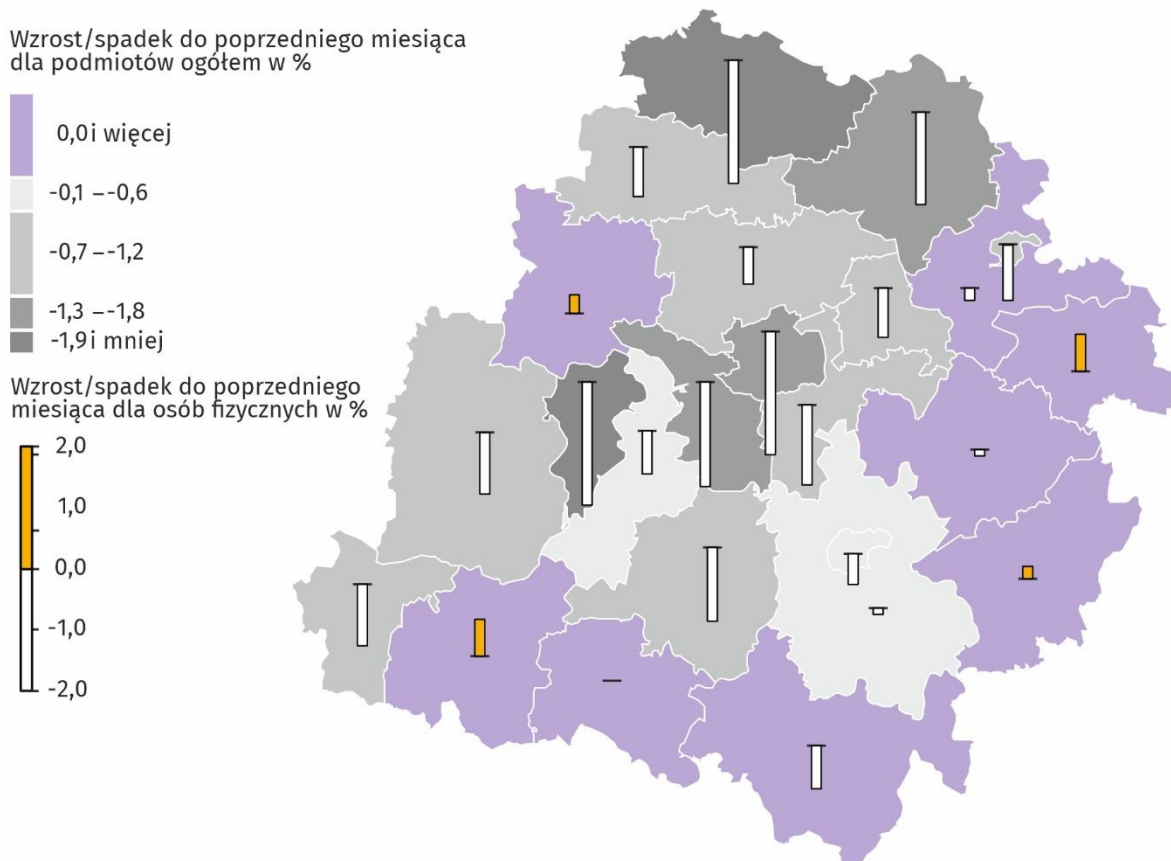 Wzrost/spadek do poprzedniego miesiąca
dla podmiotów ogółem w %
0,0 i więcej
-0,1 – -0,6
-0,7 – -1,2
-1,3 – -1,8
-1,9 i mniej
Wzrost/spadek do poprzedniego
miesiąca dla osób fizycznych w %
2,0
1,0
0,0
-1,0
-2,0